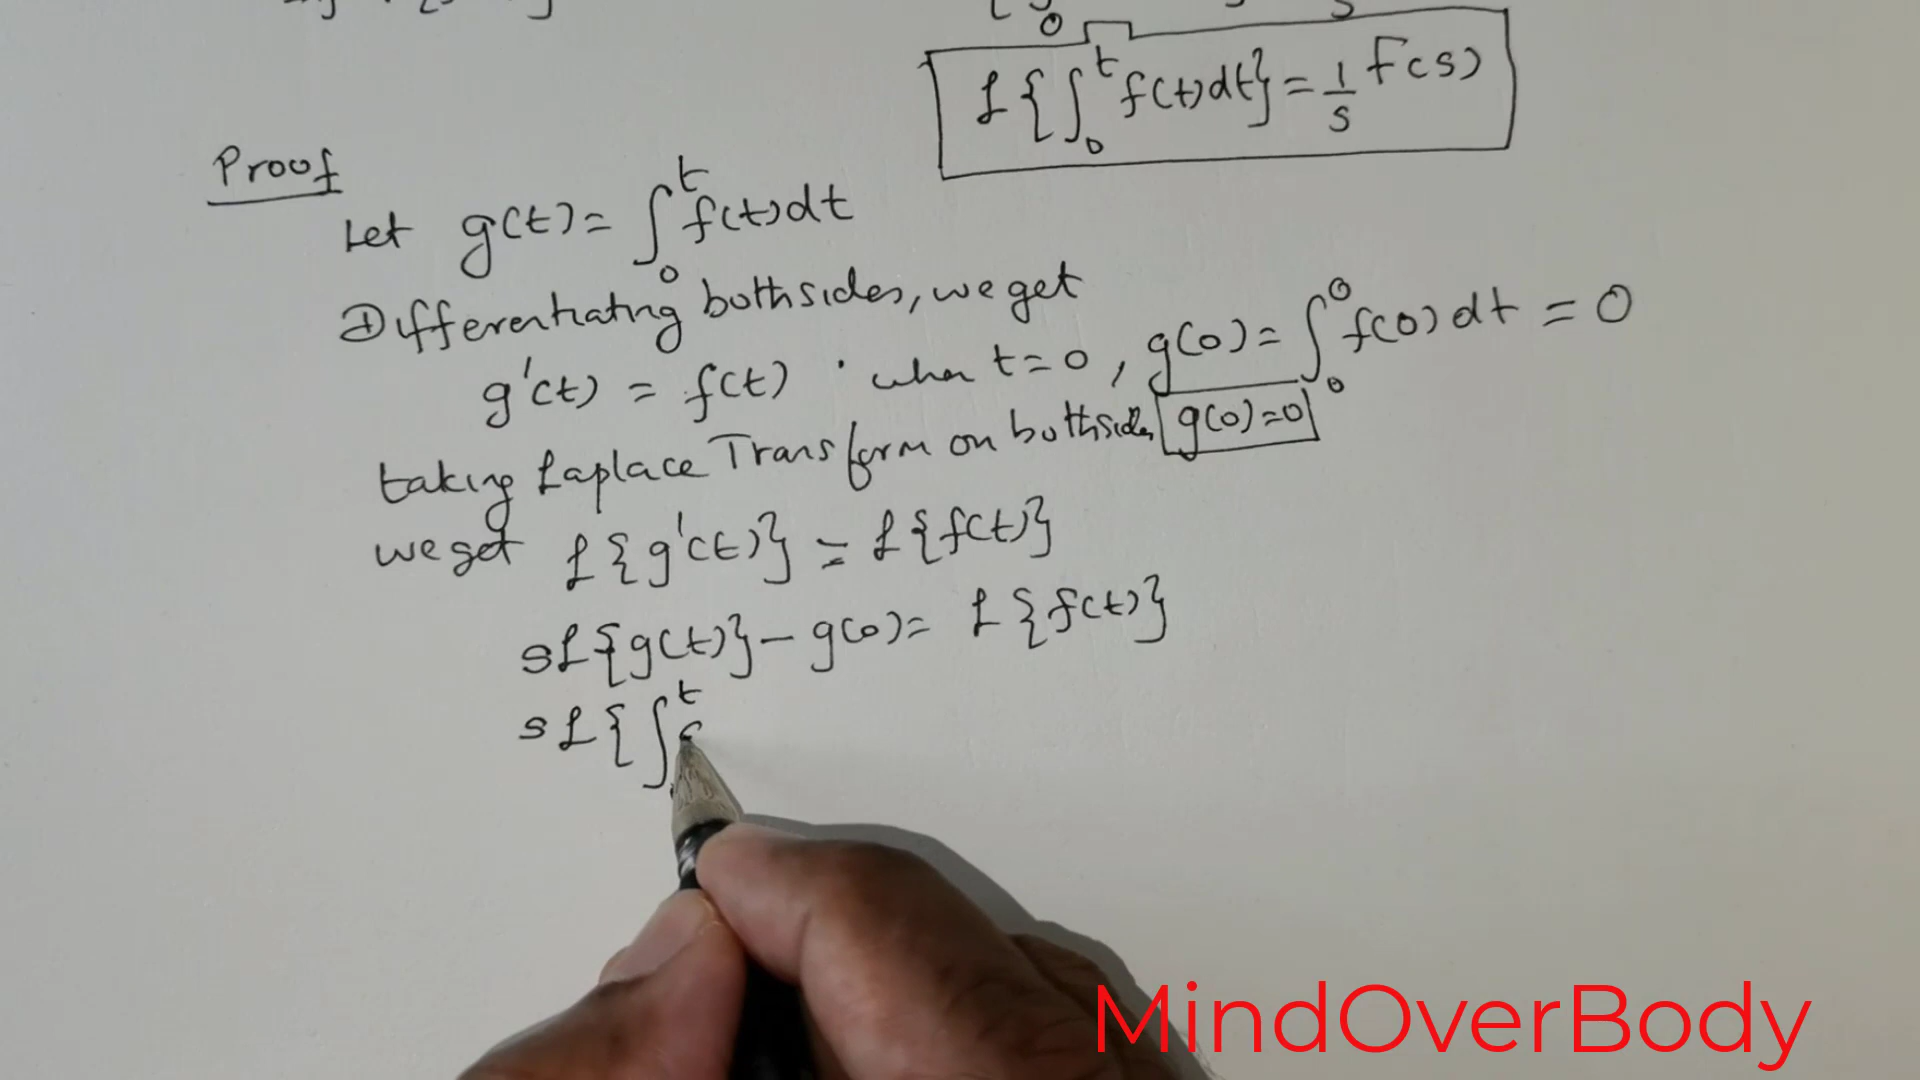 £{∫₀ᵗ f(t)dt} = 1/s F(s)
Proof
Let g(t) = ∫₀ᵗ f(t)dt
Differentiating bothsides, we get
g'(t) = f(t) . when t=0, g(0) = ∫₀⁰ f(0) dt = 0
taking Laplace Transform on bothsides g(0)=0
we get £{g'(t)} = £{f(t)}
s£{g(t)} - g(0) = £{f(t)}
s£{∫ᵗ
MindOverBody